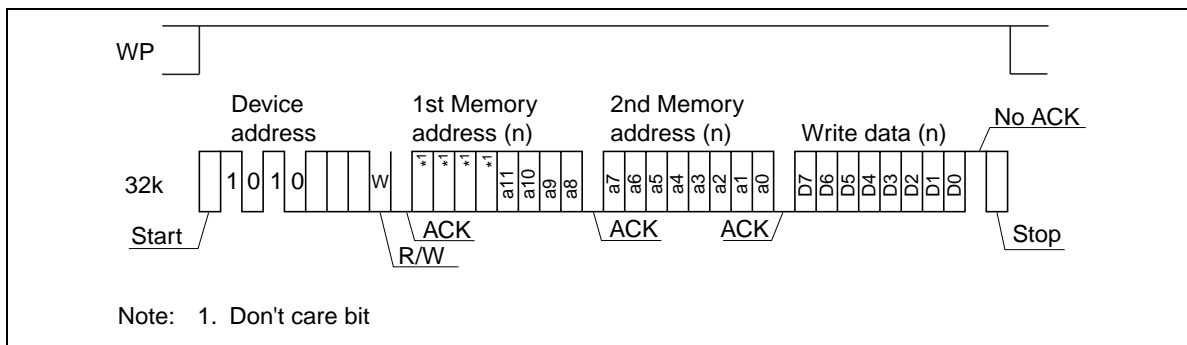 WP
Device address
1st Memory address (n)
2nd Memory address (n)
Write data (n)
No ACK
32k
1 0 1 0 W *1 *1 *1 *1 a11 a10 a9 a8 a7 a6 a5 a4 a3 a2 a1 a0 D7 D6 D5 D4 D3 D2 D1 D0
Start
ACK
ACK
ACK
Stop
R/W
Note: 1. Don't care bit